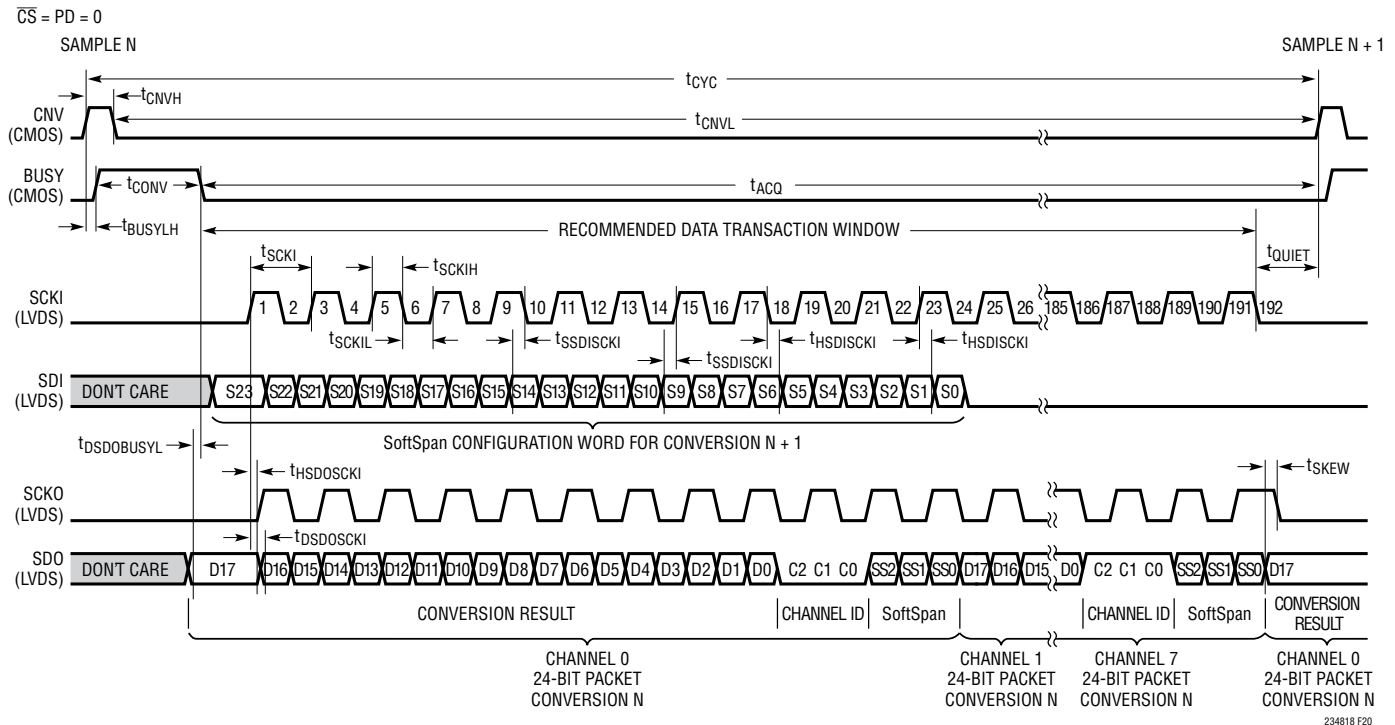 CS = PD = 0
SAMPLE N SAMPLE N + 1
tCYC
tCNVH
CNV
(CMOS)
tCNVL
BUSY
(CMOS)
tCONV tACQ
tBUSYLH
RECOMMENDED DATA TRANSACTION WINDOW
tSCKI tSCKIH tQUIET
SCKI
(LVDS)
1 2 3 4 5 6 7 8 9 10 11 12 13 14 15 16 17 18 19 20 21 22 23 24 25 26 185 186 187 188 189 190 191 192
tSCKIL tSSDISCKI tSSDISCKI tHSDISCKI tHSDISCKI
SDI
(LVDS)
DON'T CARE S23 S22 S21 S20 S19 S18 S17 S16 S15 S14 S13 S12 S11 S10 S9 S8 S7 S6 S5 S4 S3 S2 S1 S0
SoftSpan CONFIGURATION WORD FOR CONVERSION N + 1
tDSDOBUSYL
tHSDOSCKI tSKEW
SCKO
(LVDS)
tDSDOSCKI
SDO
(LVDS)
DON'T CARE D17 D16 D15 D14 D13 D12 D11 D10 D9 D8 D7 D6 D5 D4 D3 D2 D1 D0 C2 C1 C0 SS2 SS1 SS0 D17 D16 D15 D0 C2 C1 C0 SS2 SS1 SS0 D17
CONVERSION RESULT CHANNEL ID SoftSpan CHANNEL ID SoftSpan CONVERSION
RESULT
CHANNEL 0 CHANNEL 1 CHANNEL 7 CHANNEL 0
24-BIT PACKET 24-BIT PACKET 24-BIT PACKET 24-BIT PACKET
CONVERSION N CONVERSION N CONVERSION N CONVERSION N
234818 F20